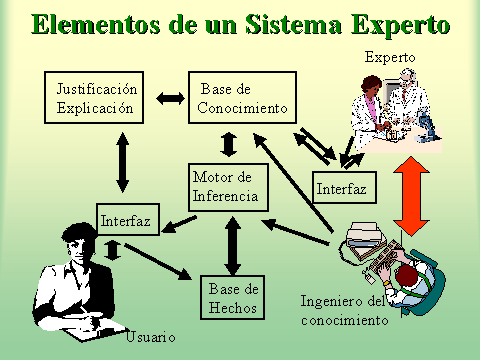 Elementos de un Sistema Experto
Experto
Justificación
Explicación
Base de
Conocimiento
Motor de
Inferencia
Interfaz
Interfaz
Base de
Hechos
Ingeniero del
conocimiento
Usuario